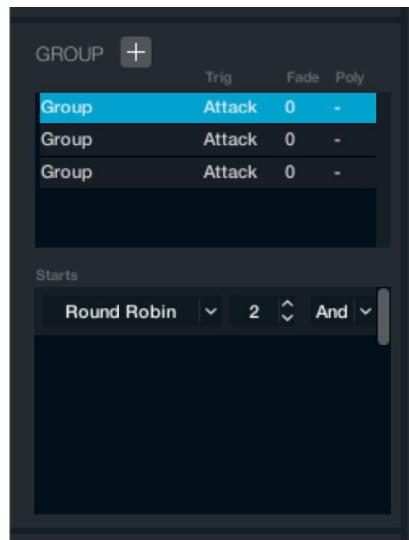 GROUP +
Trig Fade Poly
Group Attack 0 -
Group Attack 0 -
Group Attack 0 -
Starts
Round Robin 2 And